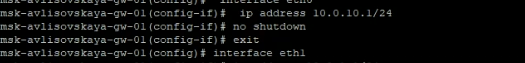 msk-avlisovskaya-gw-01(config)# interface eth0
msk-avlisovskaya-gw-01(config-if)#  ip address 10.0.10.1/24
msk-avlisovskaya-gw-01(config-if)# no shutdown
msk-avlisovskaya-gw-01(config-if)# exit
msk-avlisovskaya-gw-01(config)# interface eth1